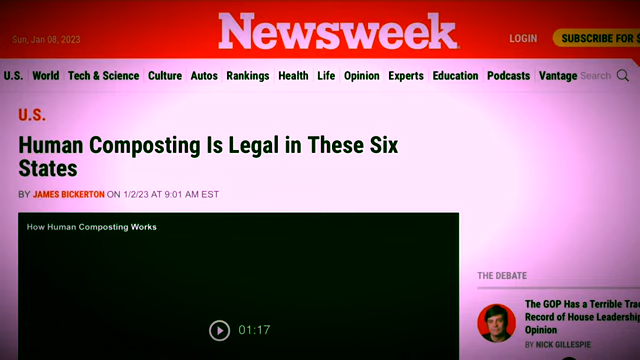 Newsweek
Sun, Jan 08, 2023
LOGIN
SUBSCRIBE FOR $
U.S. World Tech & Science Culture Autos Rankings Health Life Opinion Experts Education Podcasts Vantage Search
U.S.
Human Composting Is Legal in These Six
States
BY JAMES BICKERTON ON 1/2/23 AT 9:01 AM EST
How Human Composting Works
01:17
THE DEBATE
The GOP Has a Terrible Trac
Record of House Leadership
Opinion
BY NICK GILLESPIE